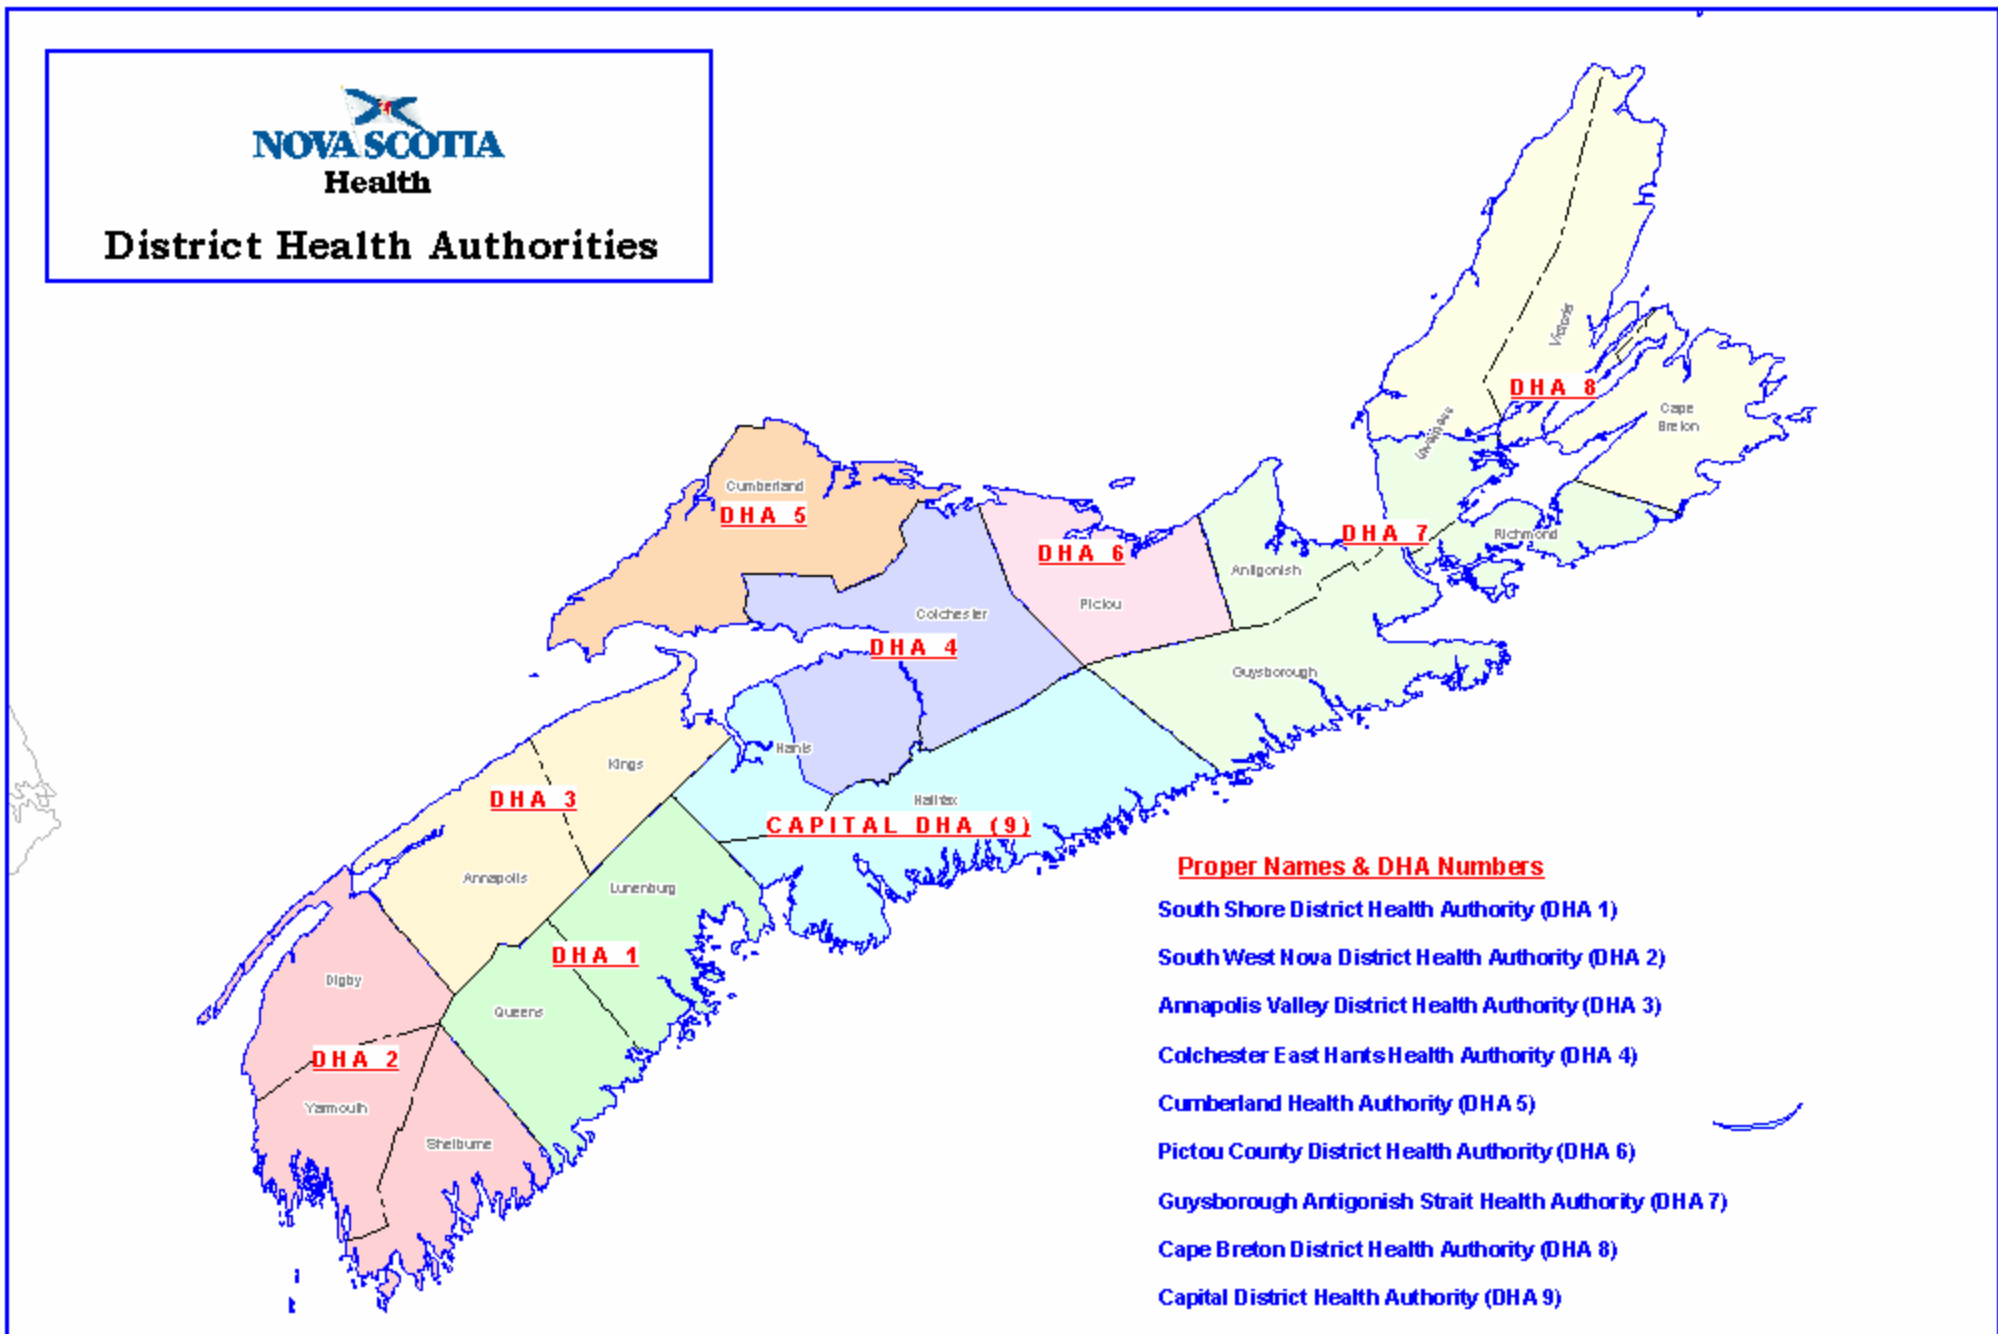 NOVA SCOTIA
Health
District Health Authorities
Victoria
DHA 8
Cape
Breton
Inverness
Cumberland
DHA 5
DHA 7
Richmond
DHA 6
Antigonish
Pictou
Colchester
DHA 4
Guysborough
Hants
Kings
DHA 3
Halifax
CAPITAL DHA (9)
Annapolis
Lunenburg
DHA 1
Digby
Queens
DHA 2
Yarmouth
Shelburne
Proper Names & DHA Numbers
South Shore District Health Authority (DHA 1)
South West Nova District Health Authority (DHA 2)
Annapolis Valley District Health Authority (DHA 3)
Colchester East Hants Health Authority (DHA 4)
Cumberland Health Authority (DHA 5)
Pictou County District Health Authority (DHA 6)
Guysborough Antigonish Strait Health Authority (DHA 7)
Cape Breton District Health Authority (DHA 8)
Capital District Health Authority (DHA 9)